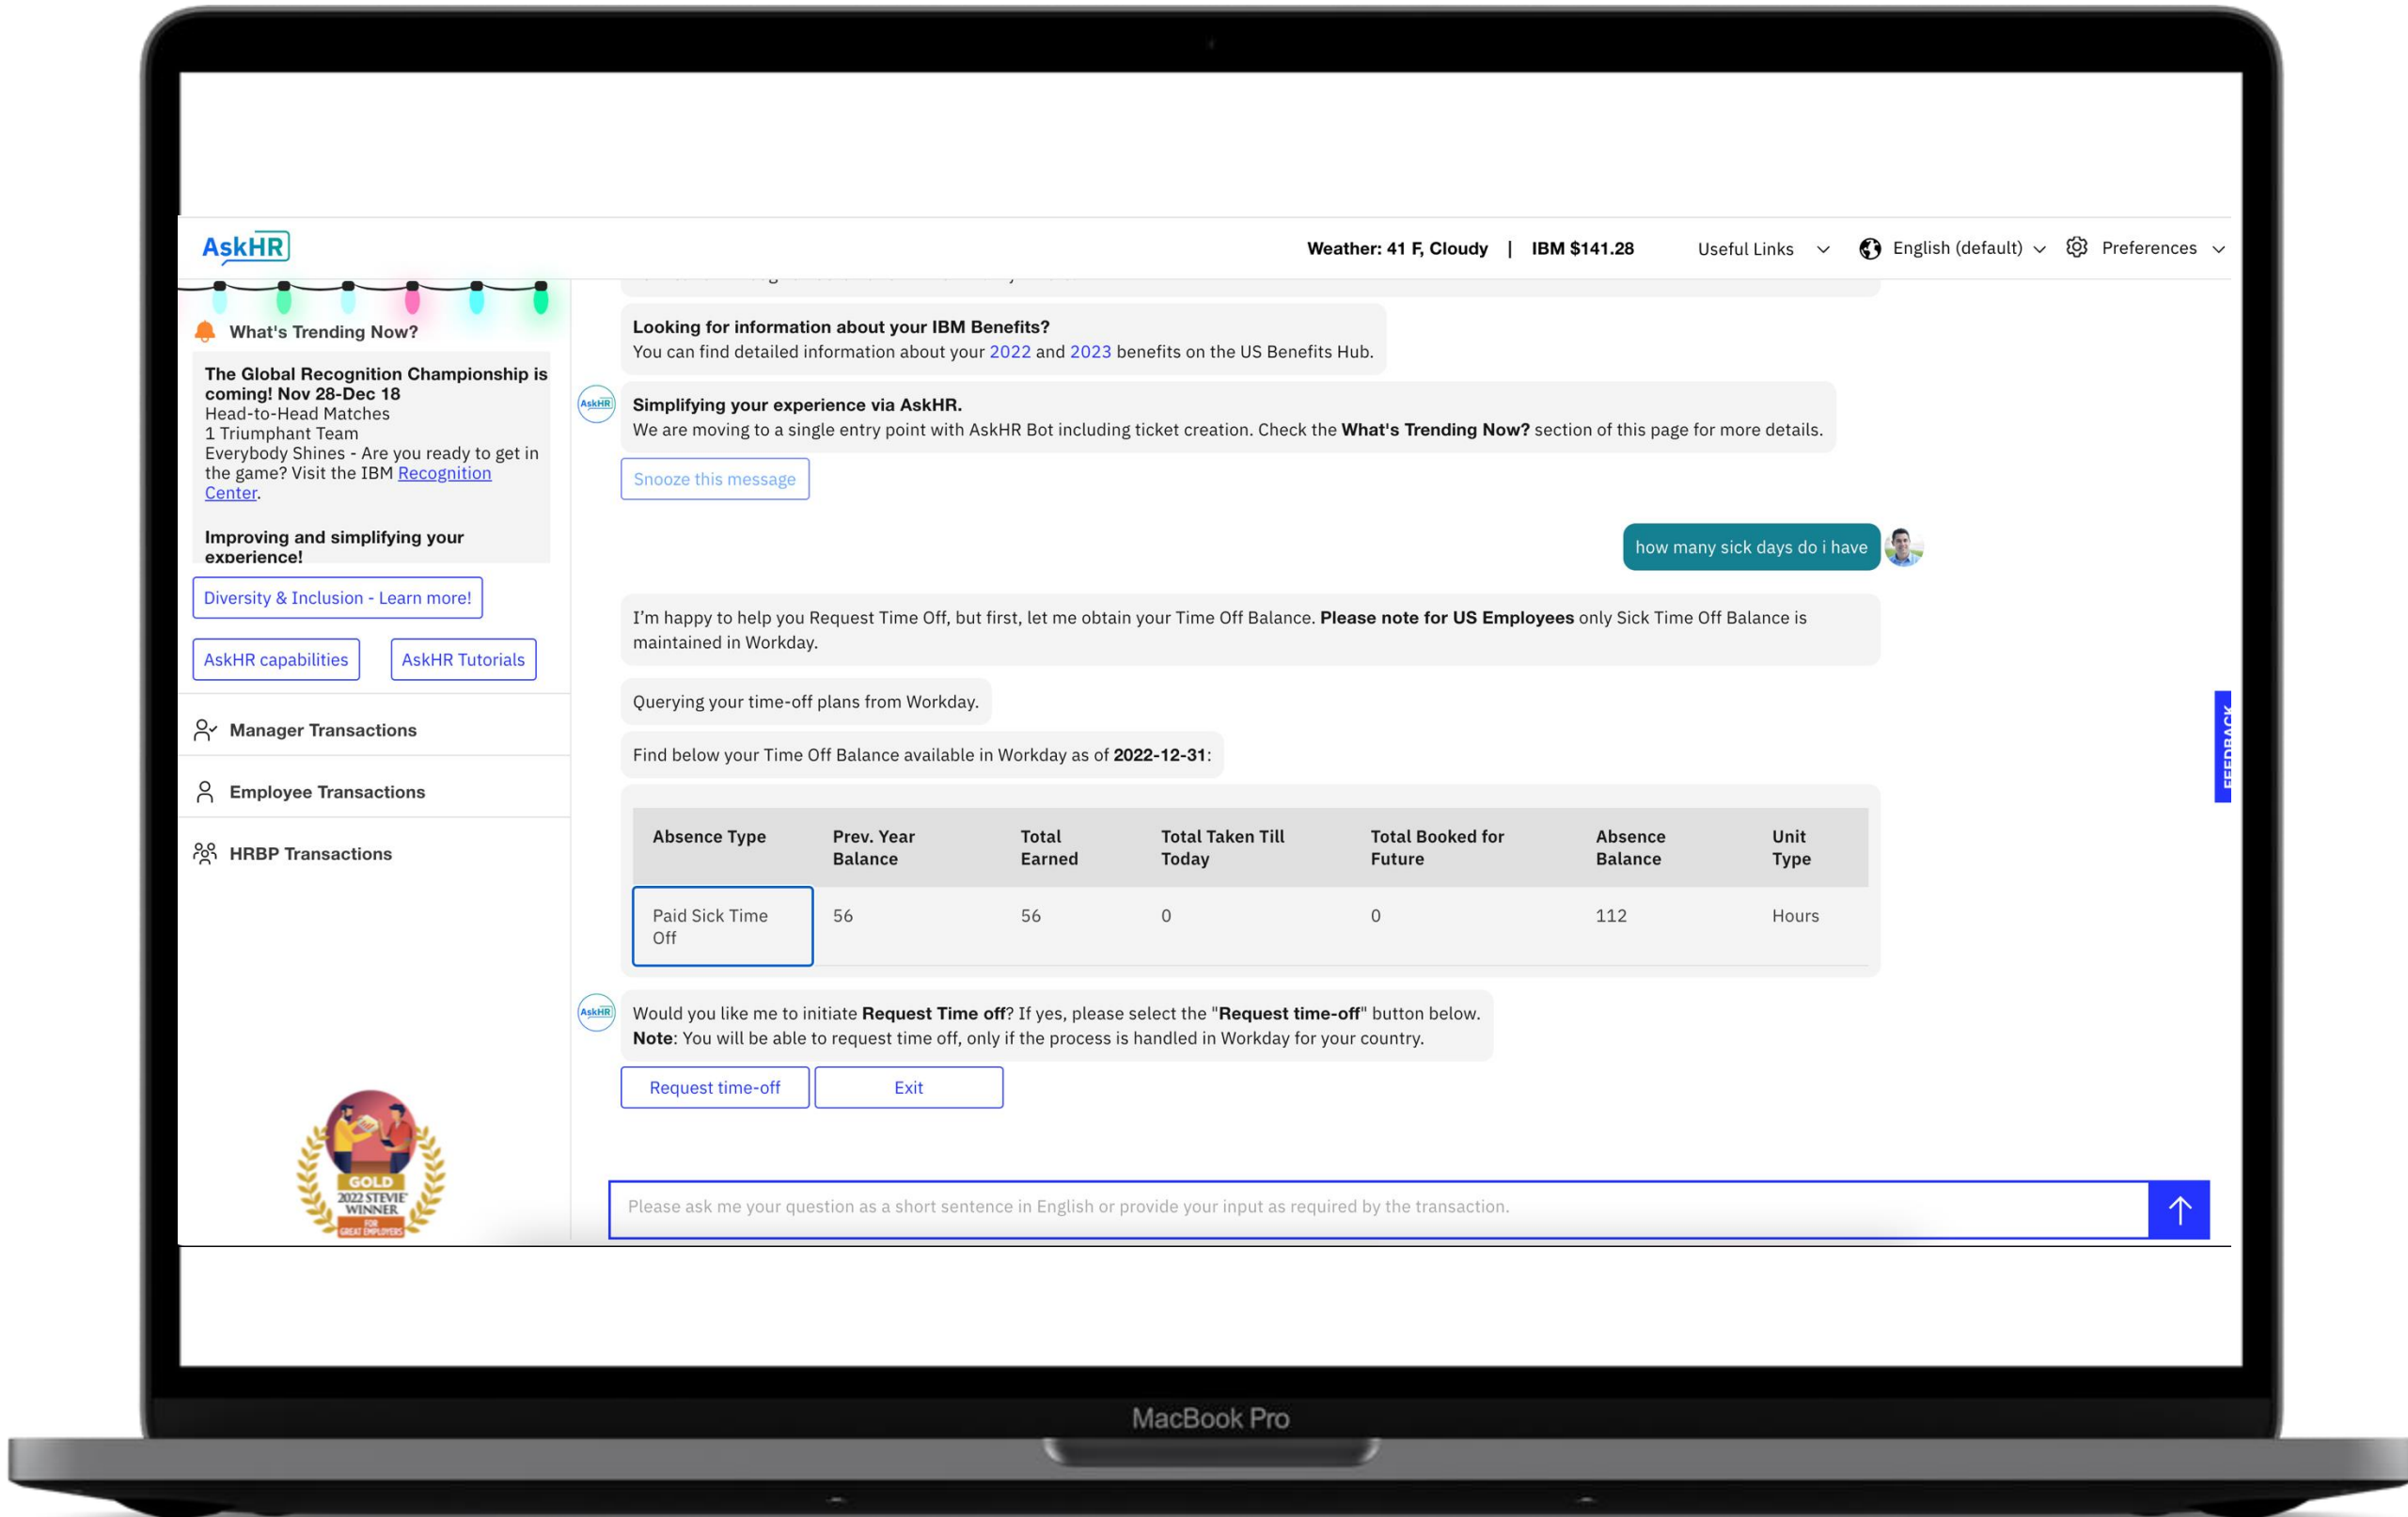 AskHR
Weather: 41 F, Cloudy | IBM $141.28 Useful Links English (default) Preferences
What's Trending Now?
The Global Recognition Championship is
coming! Nov 28-Dec 18
Head-to-Head Matches
1 Triumphant Team
Everybody Shines - Are you ready to get in
the game? Visit the IBM Recognition
Center.
Improving and simplifying your
experience!
Diversity & Inclusion - Learn more!
AskHR capabilities AskHR Tutorials
Manager Transactions
Employee Transactions
HRBP Transactions
GOLD
2022 STEVIE
WINNER
FOR
GREAT EMPLOYERS
Looking for information about your IBM Benefits?
You can find detailed information about your 2022 and 2023 benefits on the US Benefits Hub.
AskHR
Simplifying your experience via AskHR.
We are moving to a single entry point with AskHR Bot including ticket creation. Check the What's Trending Now? section of this page for more details.
Snooze this message
how many sick days do i have
I'm happy to help you Request Time Off, but first, let me obtain your Time Off Balance. Please note for US Employees only Sick Time Off Balance is
maintained in Workday.
Querying your time-off plans from Workday.
Find below your Time Off Balance available in Workday as of 2022-12-31:
Absence Type Prev. Year Total Total Taken Till Total Booked for Absence Unit
Balance Earned Today Future Balance Type
Paid Sick Time 56 56 0 0 112 Hours
Off
AskHR
Would you like me to initiate Request Time off? If yes, please select the "Request time-off" button below.
Note: You will be able to request time off, only if the process is handled in Workday for your country.
Request time-off Exit
Please ask me your question as a short sentence in English or provide your input as required by the transaction.
FEEDBACK
MacBook Pro